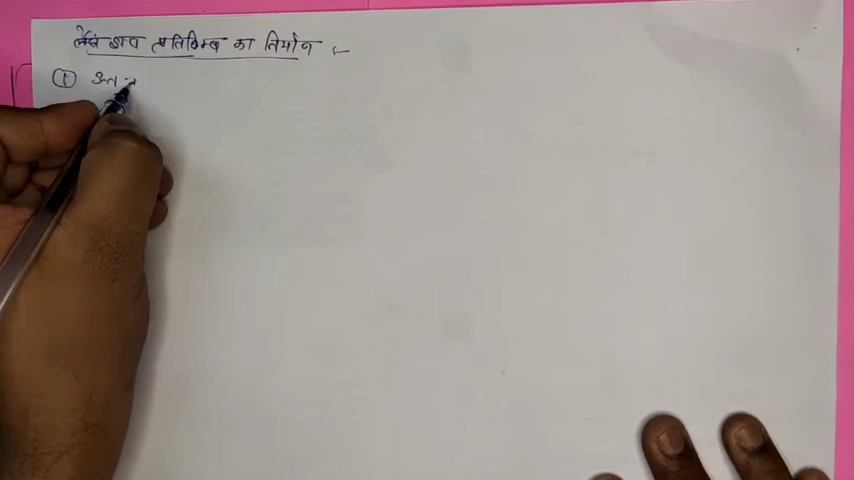 लेंस द्वारा प्रतिबिम्ब का निर्माण :-
①